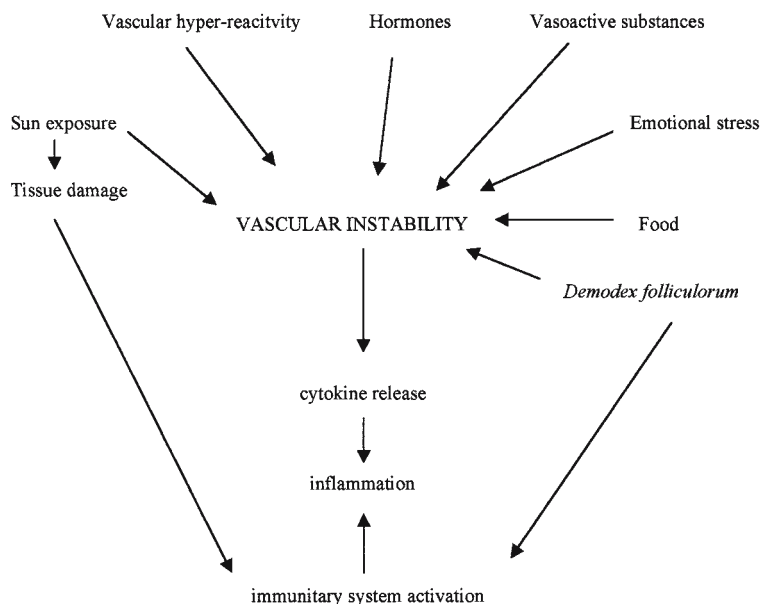 Vascular hyper-reacitvity
Hormones
Vasoactive substances
Sun exposure
Emotional stress
Tissue damage
VASCULAR INSTABILITY
Food
Demodex folliculorum
cytokine release
inflammation
immunitary system activation